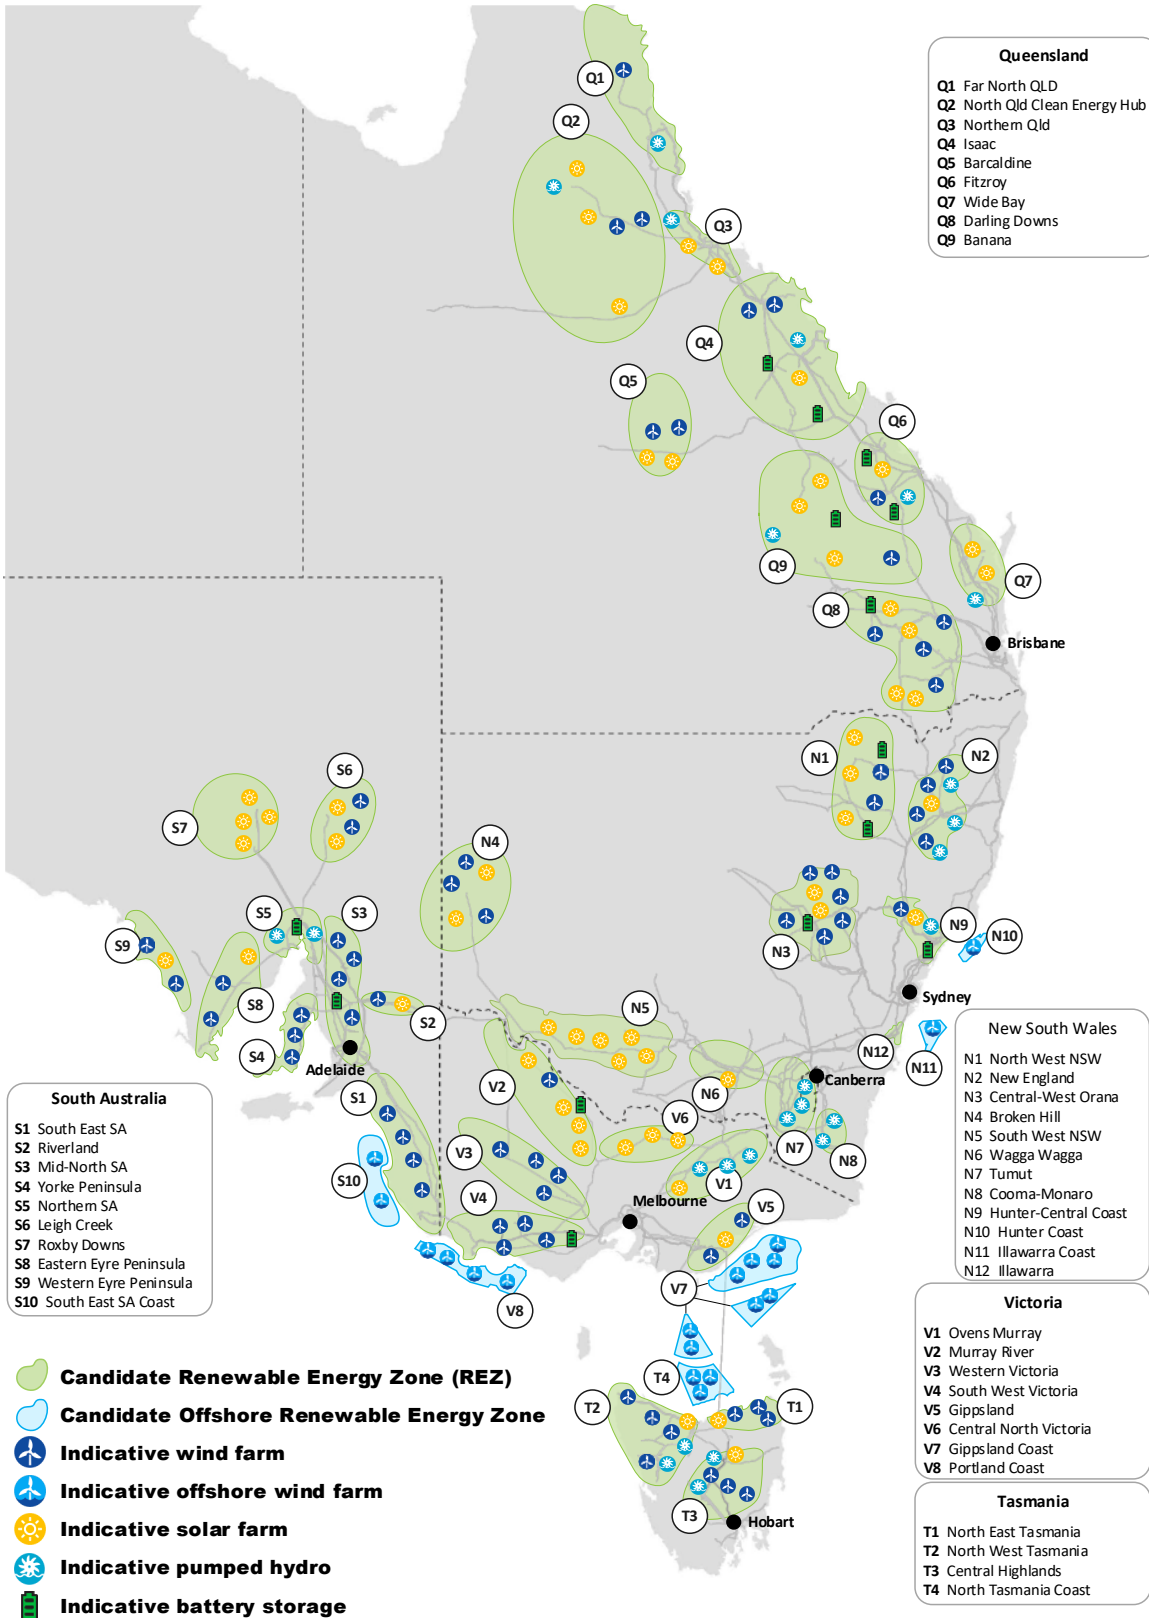 Queensland
Q1 Far North QLD
Q2 North Qld Clean Energy Hub
Q3 Northern Qld
Q4 Isaac
Q5 Barcaldine
Q6 Fitzroy
Q7 Wide Bay
Q8 Darling Downs
Q9 Banana
Q1
Q2
Q3
Q4
Q5
Q6
Q9
Q7
Q8
Brisbane
N1
N2
S6
S7
N4
S5
S3
S9
N9
N10
N3
Sydney
S8
S2
N5
S4
Adelaide
N12
N11
Canberra
V2
S1
N6
V6
N7
N8
V3
S10
V1
V4
Melbourne
V5
V7
V8
T4
T2
T1
T3
Hobart
New South Wales
N1 North West NSW
N2 New England
N3 Central-West Orana
N4 Broken Hill
N5 South West NSW
N6 Wagga Wagga
N7 Tumut
N8 Cooma-Monaro
N9 Hunter-Central Coast
N10 Hunter Coast
N11 Illawarra Coast
N12 Illawarra
South Australia
S1 South East SA
S2 Riverland
S3 Mid-North SA
S4 Yorke Peninsula
S5 Northern SA
S6 Leigh Creek
S7 Roxby Downs
S8 Eastern Eyre Peninsula
S9 Western Eyre Peninsula
S10 South East SA Coast
Victoria
V1 Ovens Murray
V2 Murray River
V3 Western Victoria
V4 South West Victoria
V5 Gippsland
V6 Central North Victoria
V7 Gippsland Coast
V8 Portland Coast
Tasmania
T1 North East Tasmania
T2 North West Tasmania
T3 Central Highlands
T4 North Tasmania Coast
Candidate Renewable Energy Zone (REZ)
Candidate Offshore Renewable Energy Zone
Indicative wind farm
Indicative offshore wind farm
Indicative solar farm
Indicative pumped hydro
Indicative battery storage